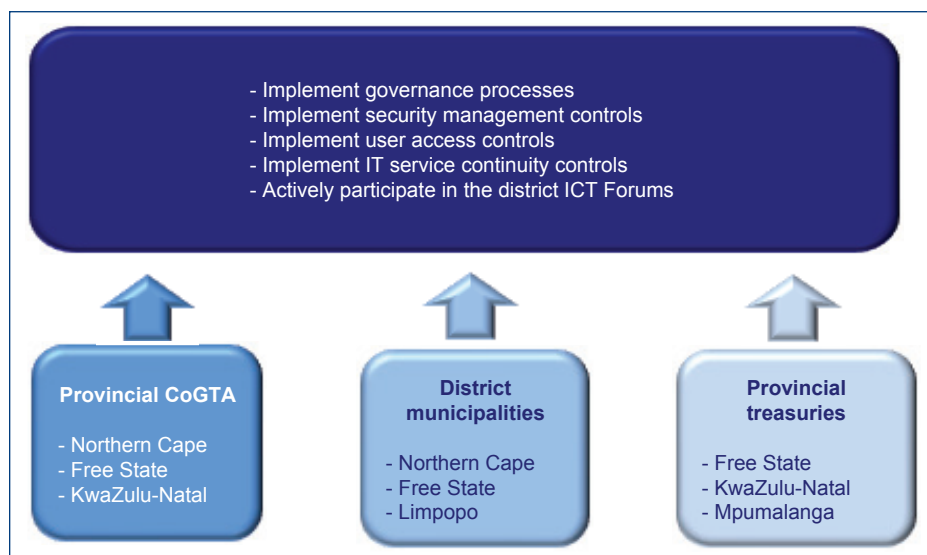 - Implement governance processes
- Implement security management controls
- Implement user access controls
- Implement IT service continuity controls
- Actively participate in the district ICT Forums
Provincial CoGTA
- Northern Cape
- Free State
- KwaZulu-Natal
District
municipalities
- Northern Cape
- Free State
- Limpopo
Provincial
treasuries
- Free State
- KwaZulu-Natal
- Mpumalanga